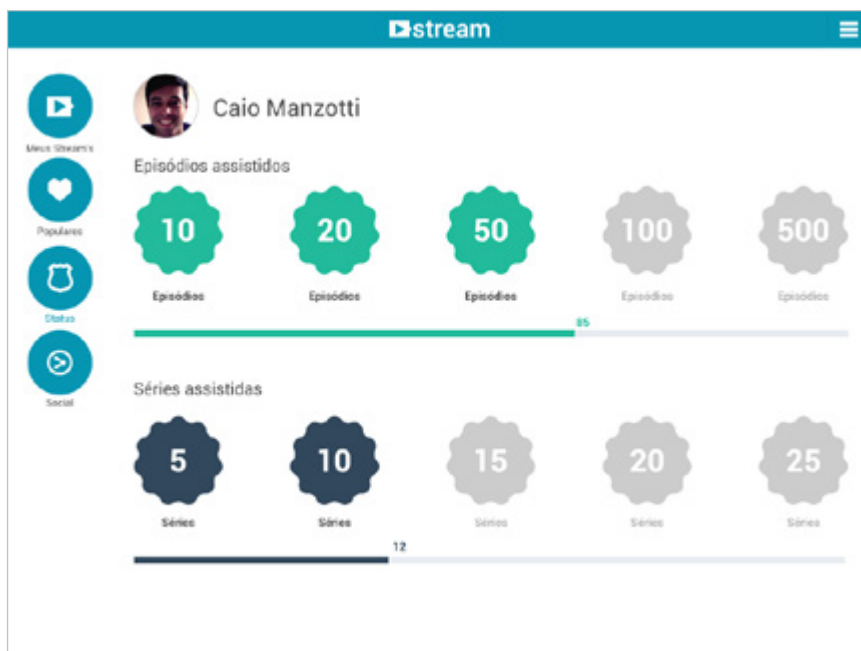 stream
Caio Manzotti
Meus Stream's
Populares
Status
Social
Episódios assistidos
10 20 50 100 500
Episódios Episódios Episódios Episódios Episódios
85
Séries assistidas
5 10 15 20 25
Séries Séries Séries Séries Séries
12